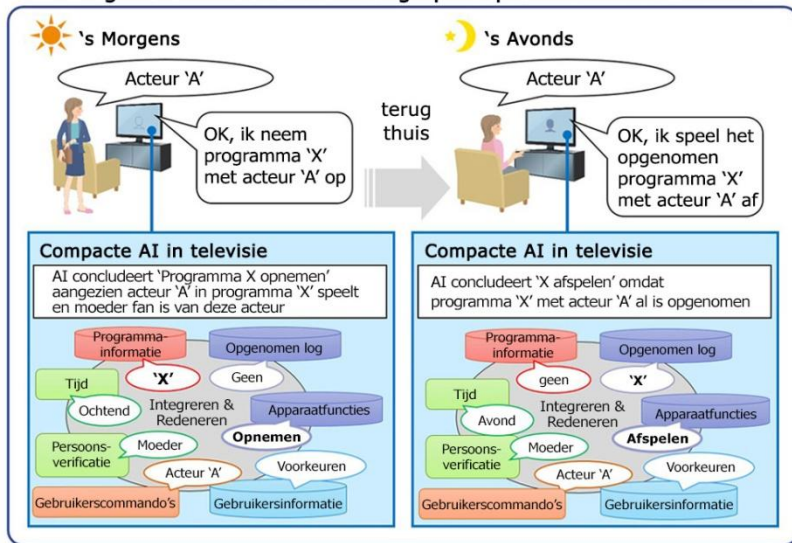 's Morgens
Acteur 'A'
OK, ik neem
programma 'X'
met acteur 'A' op
terug
thuis
's Avonds
Acteur 'A'
OK, ik speel het
opgenomen
programma 'X'
met acteur 'A' af
Compacte AI in televisie
AI concludeert 'Programma X opnemen'
aangezien acteur 'A' in programma 'X' speelt
en moeder fan is van deze acteur
Programma-
informatie
Opgenomen log
'X'
Geen
Tijd
Ochtend
Integreren &
Redeneren
Apparaatfuncties
Opnemen
Persoons-
verificatie
Moeder
Voorkeuren
Acteur 'A'
Gebruikerscommando's
Gebruikersinformatie
Compacte AI in televisie
AI concludeert 'X afspelen' omdat
programma 'X' met acteur 'A' al is opgenomen
Programma-
informatie
Opgenomen log
geen
'X'
Tijd
Avond
Integreren &
Redeneren
Apparaatfuncties
Afspelen
Persoons-
verificatie
Moeder
Voorkeuren
Acteur 'A'
Gebruikerscommando's
Gebruikersinformatie